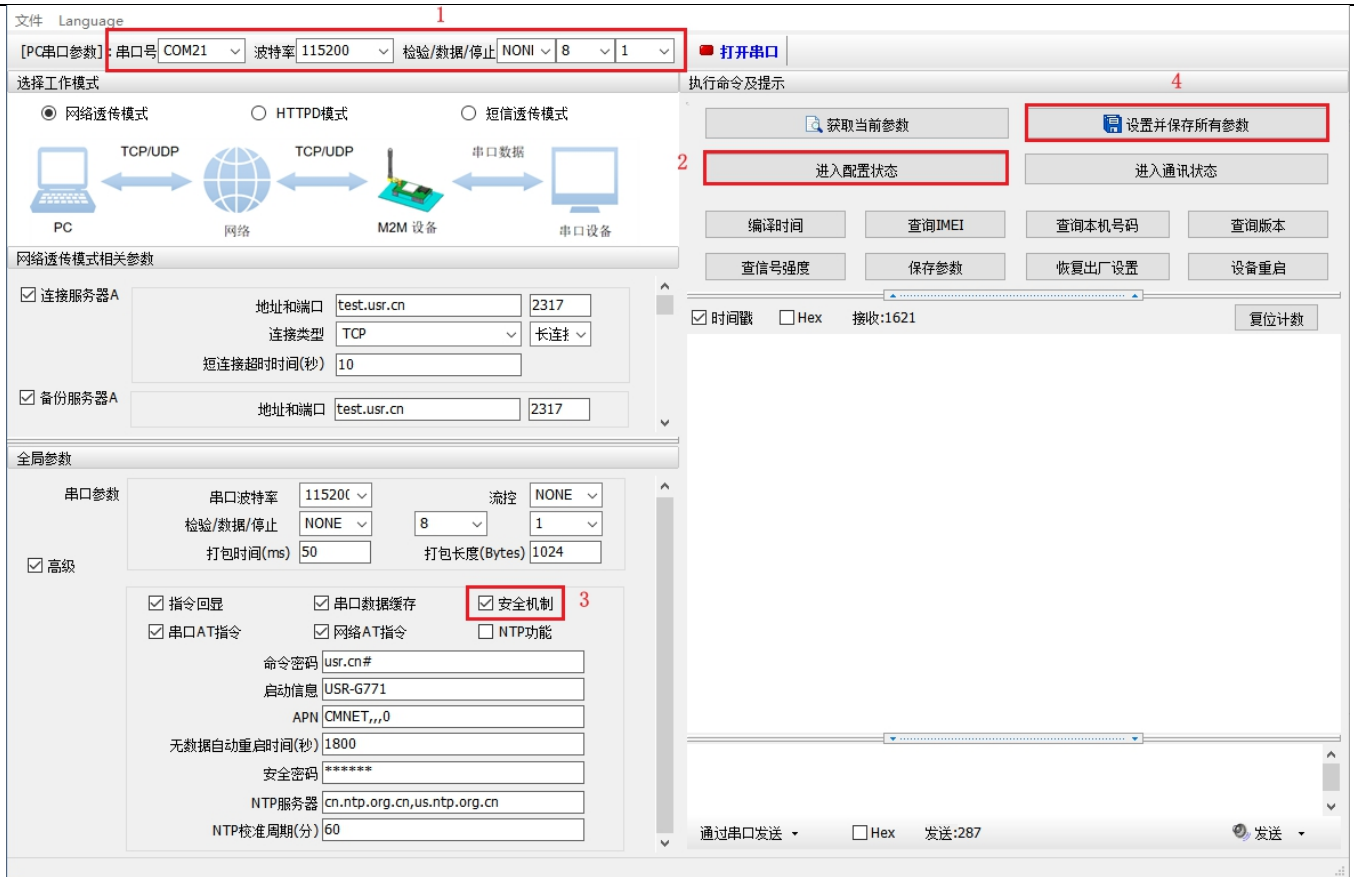 文件 Language
1
[PC串口参数]: 串口号 COM21 波特率 115200 检验/数据/停止 NONI 8 1 打开串口
选择工作模式
网络透传模式 HTTPD模式 短信透传模式
TCP/UDP TCP/UDP 串口数据
PC 网络 M2M 设备 串口设备
网络透传模式相关参数
连接服务器A
地址和端口 test.usr.cn 2317
连接类型 TCP 长连接
短连接超时时间(秒) 10
备份服务器A
地址和端口 test.usr.cn 2317
全局参数
串口参数
串口波特率 11520( 流控 NONE
检验/数据/停止 NONE 8 1
打包时间(ms) 50 打包长度(Bytes) 1024
高级
指令回显 串口数据缓存 安全机制 3
串口AT指令 网络AT指令 NTP功能
命令密码 usr.cn#
启动信息 USR-G771
APN CMNET,,,0
无数据自动重启时间(秒) 1800
安全密码 ******
NTP服务器 cn.ntp.org.cn,us.ntp.org.cn
NTP校准周期(分) 60
执行命令及提示
4
获取当前参数 设置并保存所有参数
2 进入配置状态 进入通讯状态
编译时间 查询IMEI 查询本机号码 查询版本
查信号强度 保存参数 恢复出厂设置 设备重启
时间戳 Hex 接收:1621 复位计数
通过串口发送 Hex 发送:287 发送